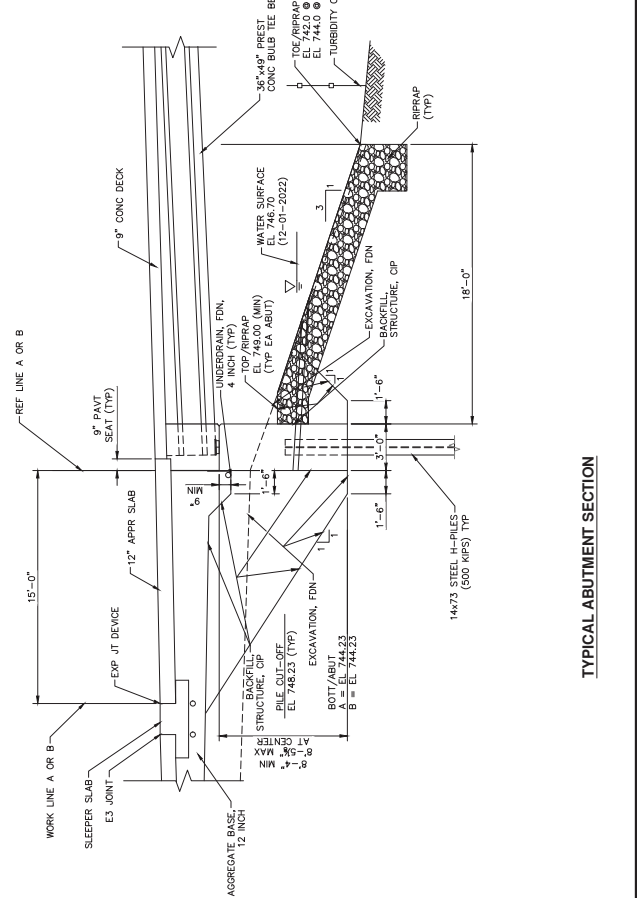 REF LINE A OR B
WORK LINE A OR B
15'-0"
9" PAVT
SEAT (TYP)
9" CONC DECK
36"x49" PREST
CONC BULB TEE
12" APPR SLAB
EXP JT DEVICE
SLEEPER SLAB
E3 JOINT
AGGREGATE BASE,
12 INCH
UNDERDRAIN, FDN,
4 INCH (TYP)
TOP/RIPRAP
EL 749.00 (MIN)
(TYP EA ABUT)
WATER SURFACE
EL 746.70
(12-01-2022)
TOE/RIPRAP
EL 742.0 @
EL 744.0 @
TURBIDITY
RIPRAP
(TYP)
3
1
9"
MIN
1'-6"
BACKFILL,
STRUCTURE, CIP
PILE CUT-OFF
EL 748.23 (TYP)
EXCAVATION, FDN
BOTT/ABUT
A = EL 744.23
B = EL 744.23
8'-4" MIN
8'-5⅝" MAX
AT CENTER
1
1
EXCAVATION, FDN
BACKFILL,
STRUCTURE, CIP
1
1
1'-6"
3'-0"
1'-6"
18'-0"
14x73 STEEL H-PILES
(500 KIPS) TYP
TYPICAL ABUTMENT SECTION